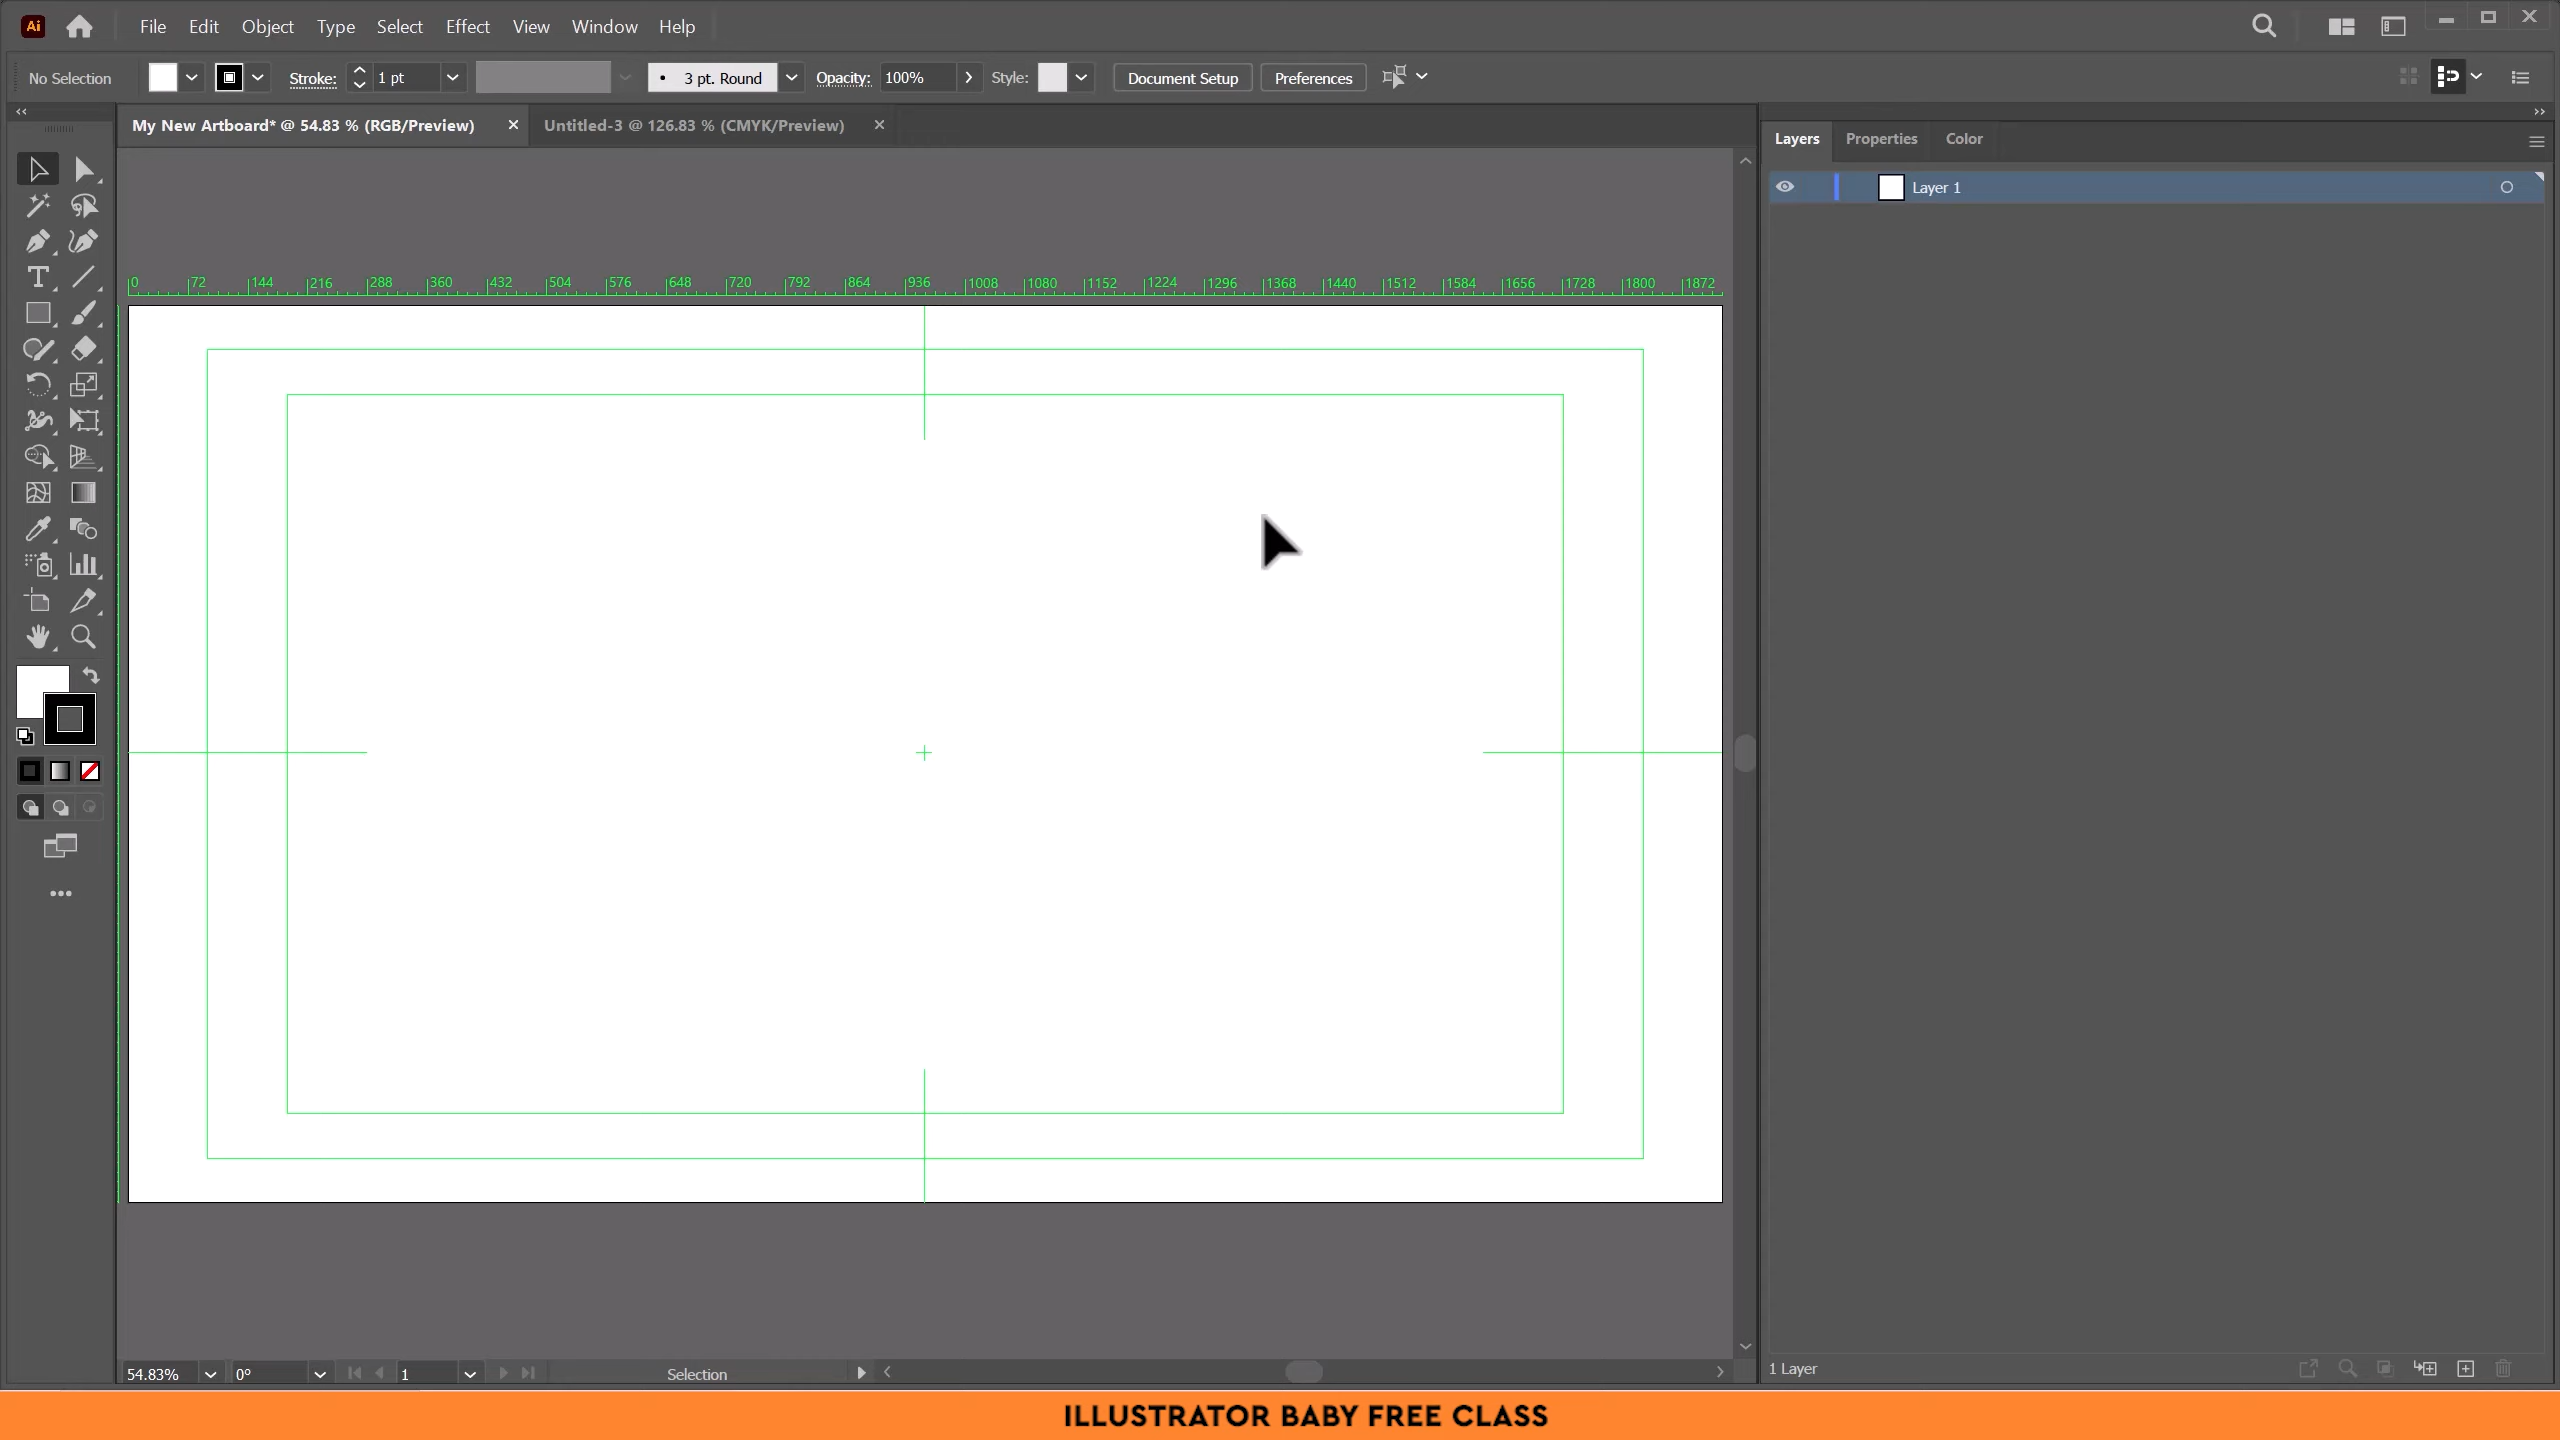 Ai File Edit Object Type Select Effect View Window Help
No Selection Stroke: 1 pt 3 pt. Round Opacity: 100% Style: Document Setup Preferences
My New Artboard* @ 54.83 % (RGB/Preview) Untitled-3 @ 126.83 % (CMYK/Preview)
Layers Properties Color
Layer 1
0 72 144 216 288 360 432 504 576 648 720 792 864 936 1008 1080 1152 1224 1296 1368 1440 1512 1584 1656 1728 1800 1872
54.83% 0° 1 Selection
1 Layer
ILLUSTRATOR BABY FREE CLASS